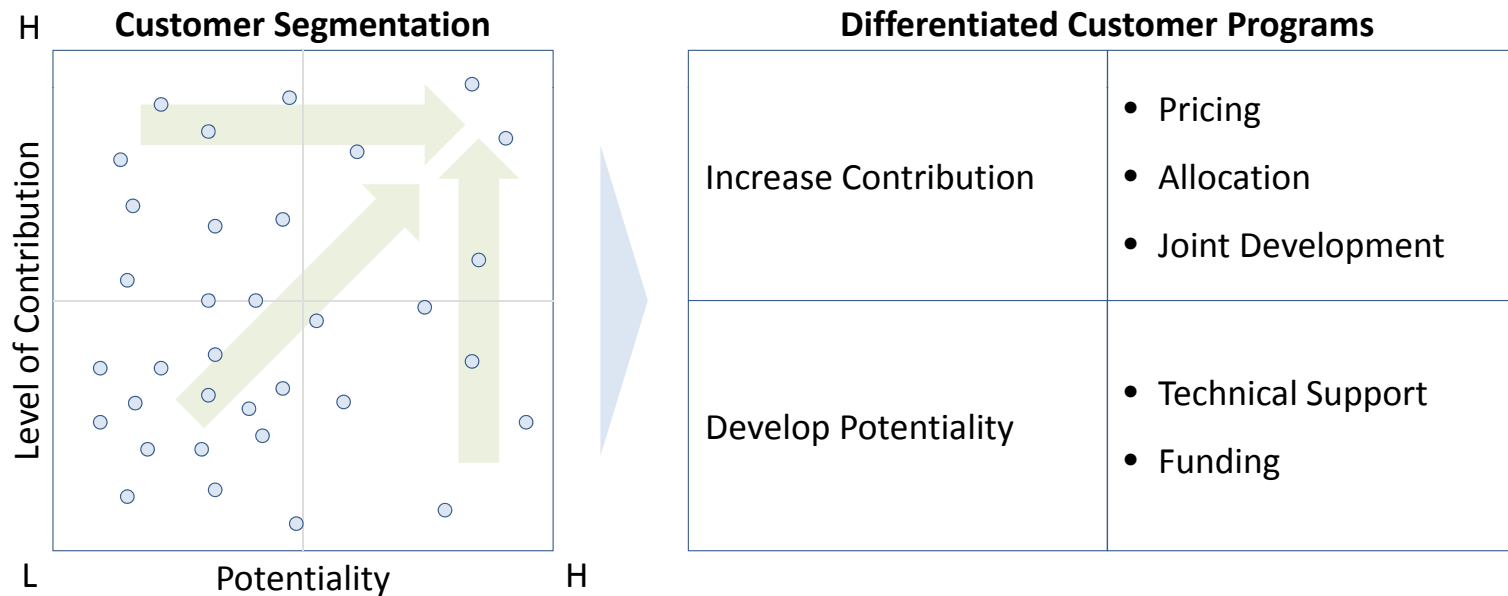 H
Customer Segmentation
Level of Contribution
L
Potentiality
H
Differentiated Customer Programs
Increase Contribution
• Pricing
• Allocation
• Joint Development
Develop Potentiality
• Technical Support
• Funding